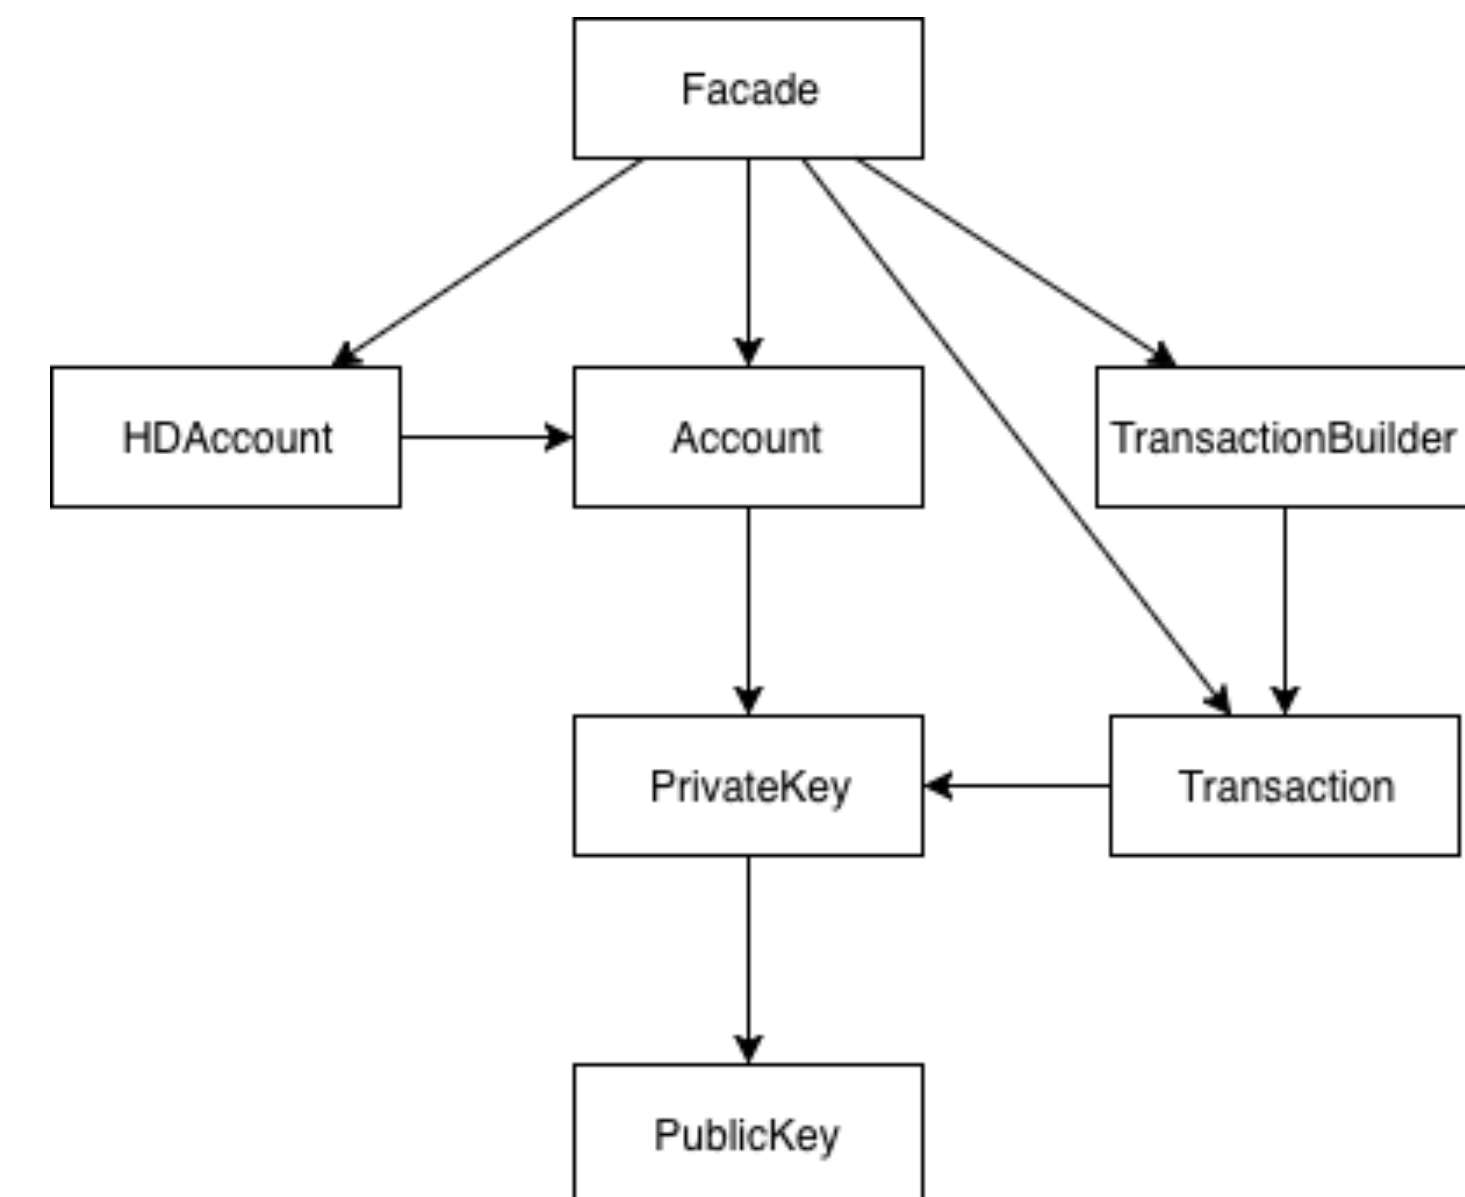 Facade
HDAccount
Account
TransactionBuilder
PrivateKey
Transaction
PublicKey